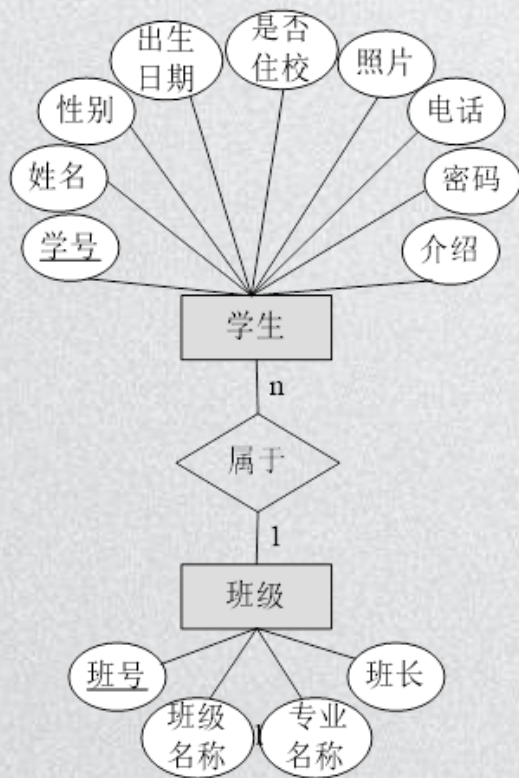 出生
日期
是否
住校
照片
性别
电话
姓名
密码
学号
介绍
学生
n
属于
1
班级
班号
班长
班级
名称
专业
名称